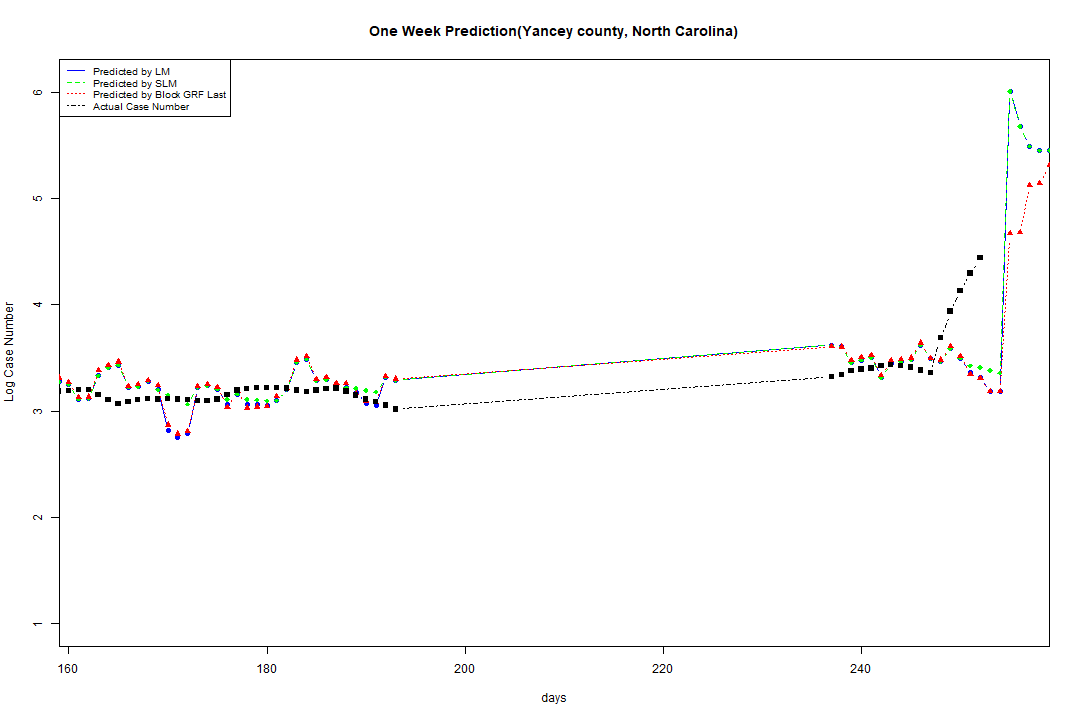 One Week Prediction(Yancey county, North Carolina)
Predicted by LM
Predicted by SLM
Predicted by Block GRF Last
Actual Case Number
6
5
4
3
2
1
Log Case Number
160 180 200 220 240
days